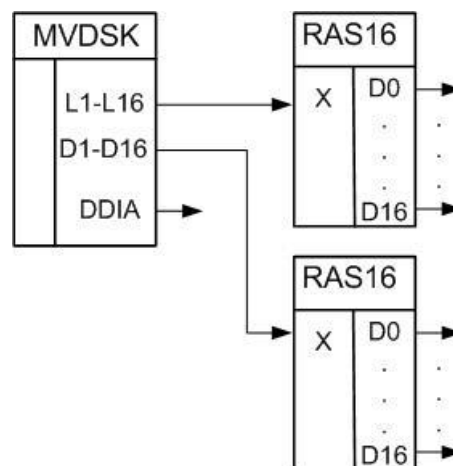 MVDSK
L1-L16
D1-D16
DDIA
RAS16
X
D0
.
.
.
D16
.
.
.
RAS16
X
D0
.
.
.
D16
.
.
.